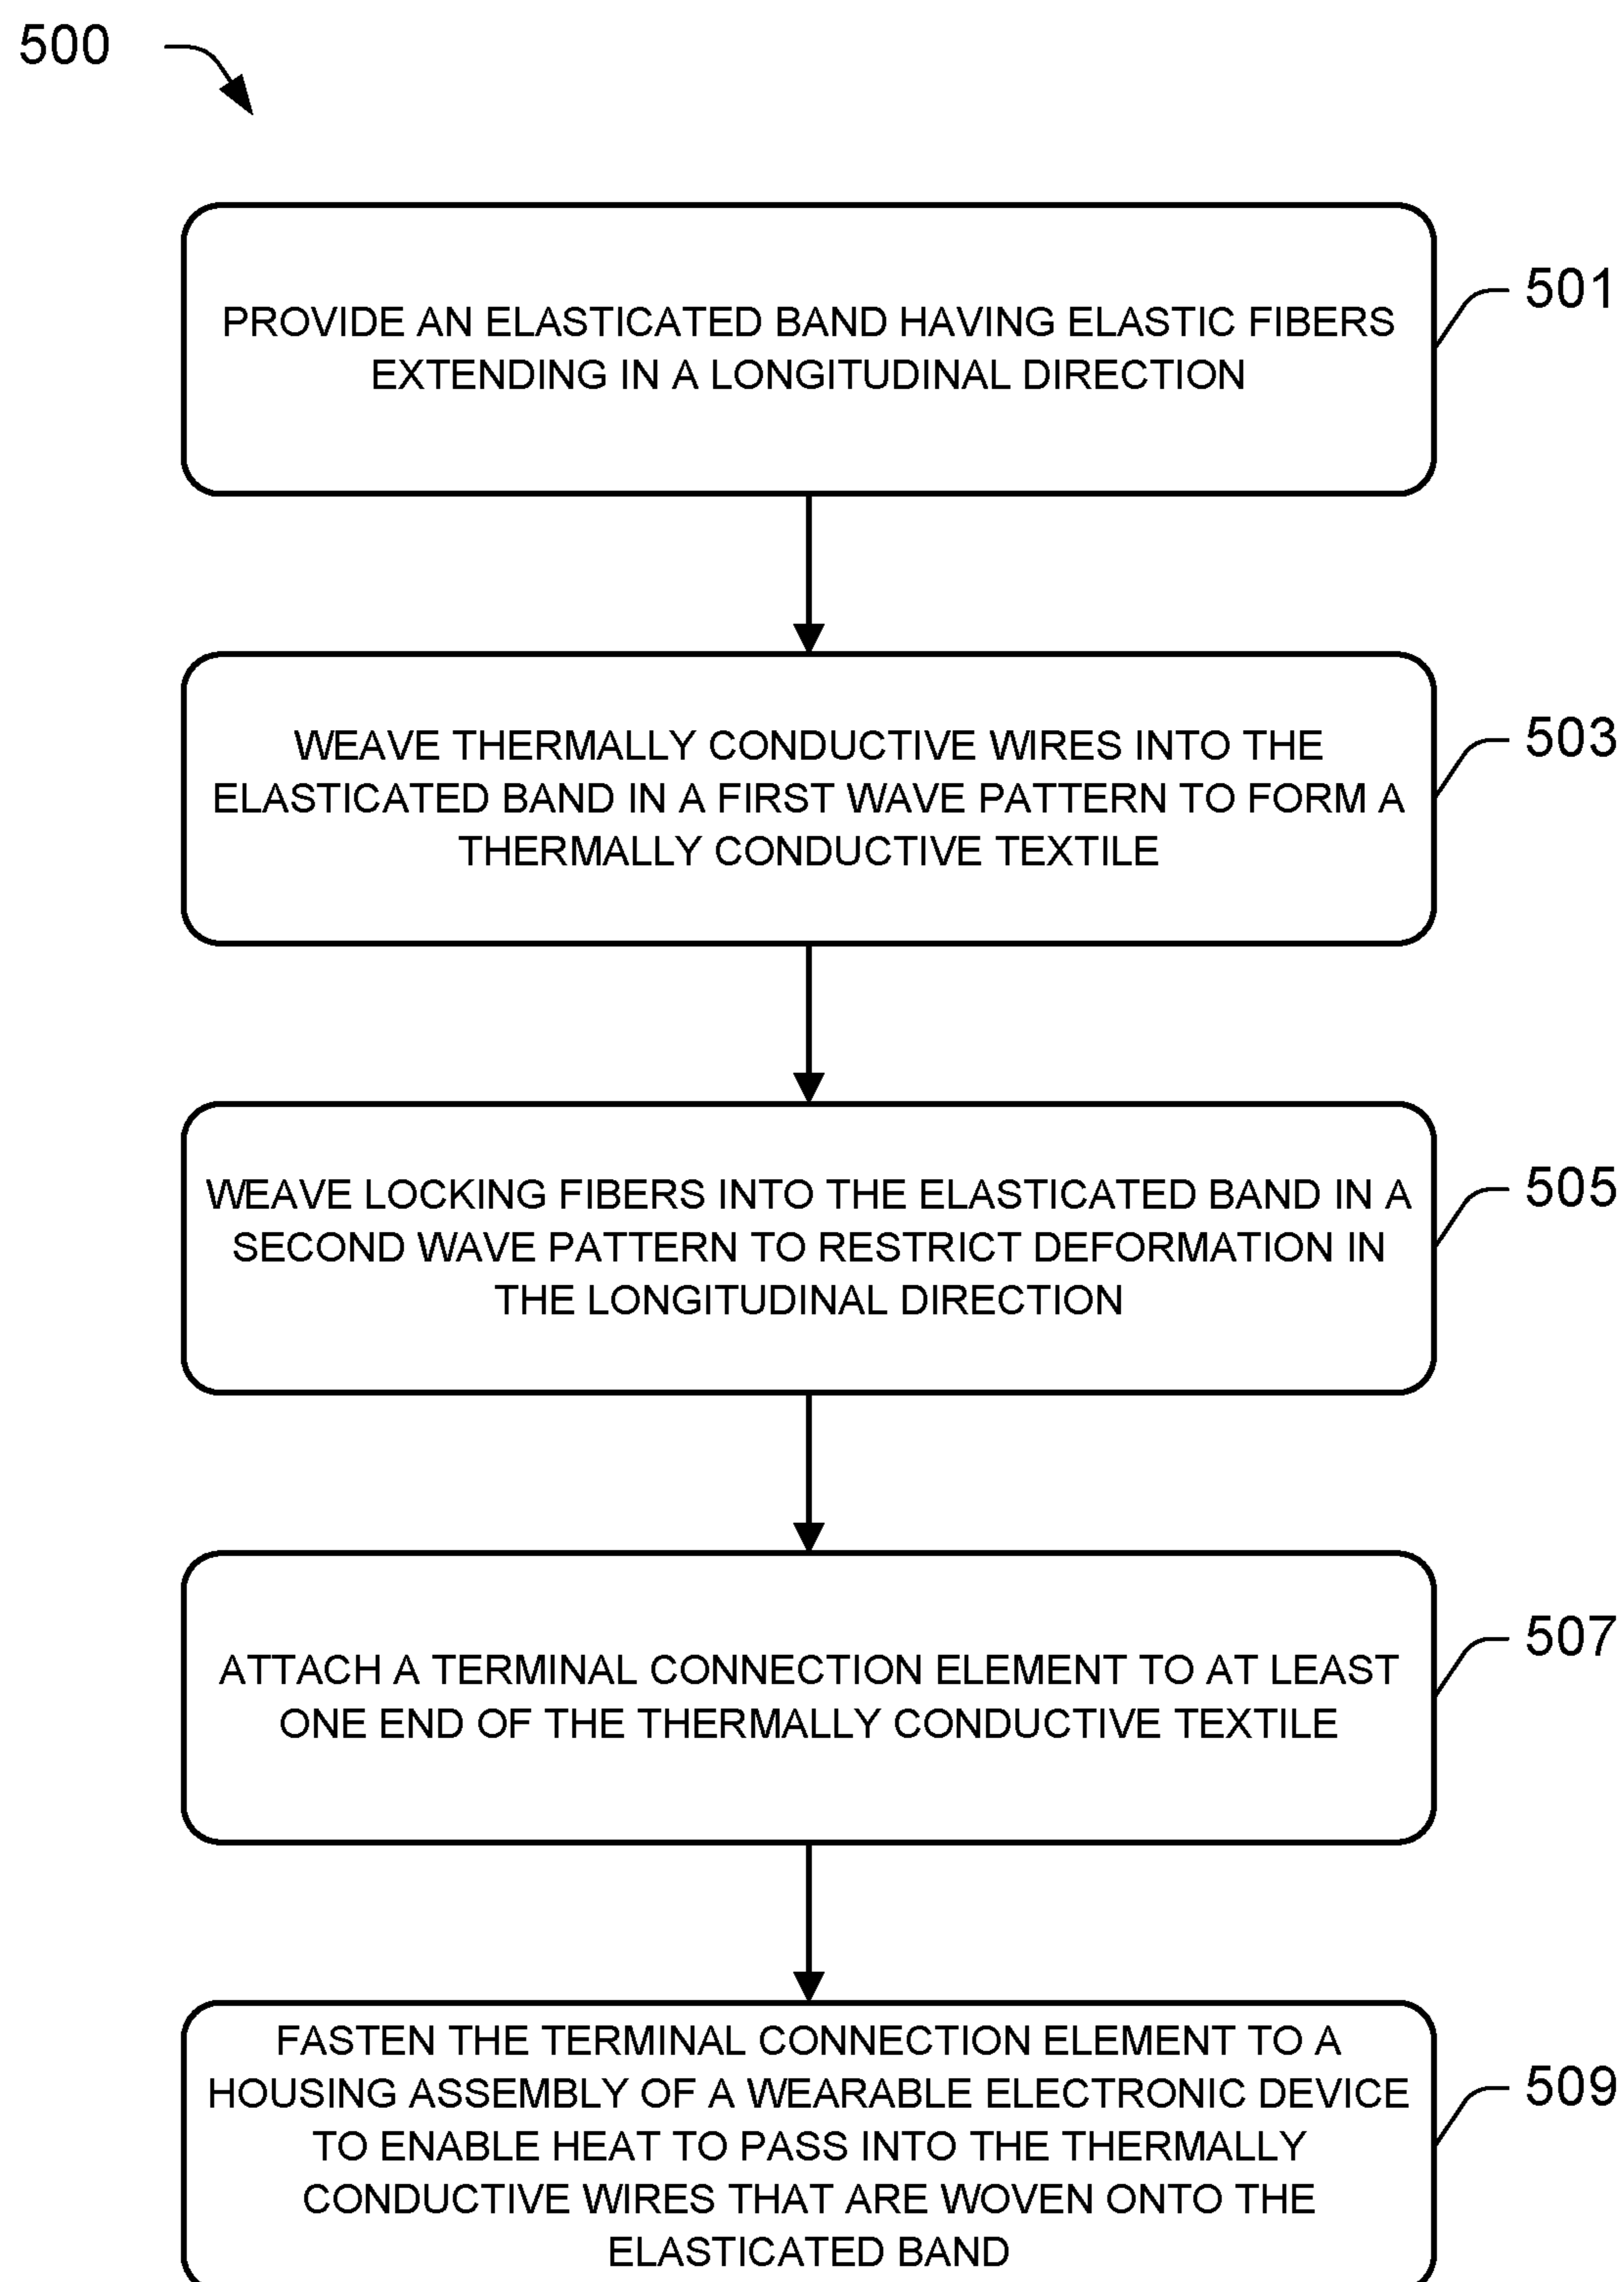 500
PROVIDE AN ELASTICATED BAND HAVING ELASTIC FIBERS
EXTENDING IN A LONGITUDINAL DIRECTION
501
WEAVE THERMALLY CONDUCTIVE WIRES INTO THE
ELASTICATED BAND IN A FIRST WAVE PATTERN TO FORM A
THERMALLY CONDUCTIVE TEXTILE
503
WEAVE LOCKING FIBERS INTO THE ELASTICATED BAND IN A
SECOND WAVE PATTERN TO RESTRICT DEFORMATION IN
THE LONGITUDINAL DIRECTION
505
ATTACH A TERMINAL CONNECTION ELEMENT TO AT LEAST
ONE END OF THE THERMALLY CONDUCTIVE TEXTILE
507
FASTEN THE TERMINAL CONNECTION ELEMENT TO A
HOUSING ASSEMBLY OF A WEARABLE ELECTRONIC DEVICE
TO ENABLE HEAT TO PASS INTO THE THERMALLY
CONDUCTIVE WIRES THAT ARE WOVEN ONTO THE
ELASTICATED BAND
509